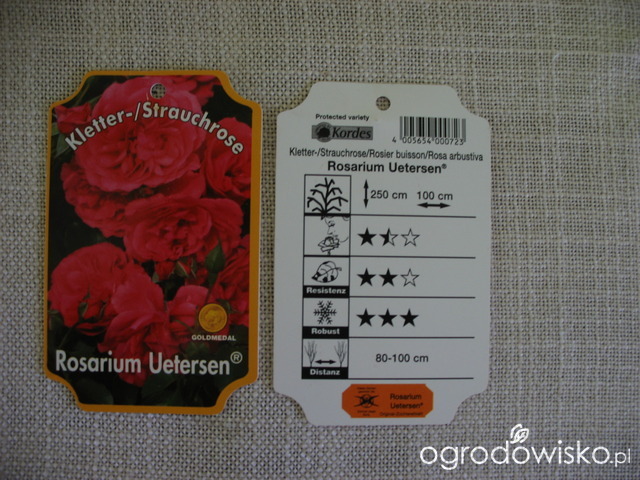 Kletter-/Strauchrose
GOLDMEDAL
Rosarium Uetersen®
Protected variety
Kordes
4 005654 000723
Kletter-/Strauchrose/Rosier buisson/Rosa arbustiva
Rosarium Uetersen®
250 cm 100 cm
Resistenz
Robust
Distanz
80-100 cm
Rosarium
Uetersen®
ogrodowisko.pl